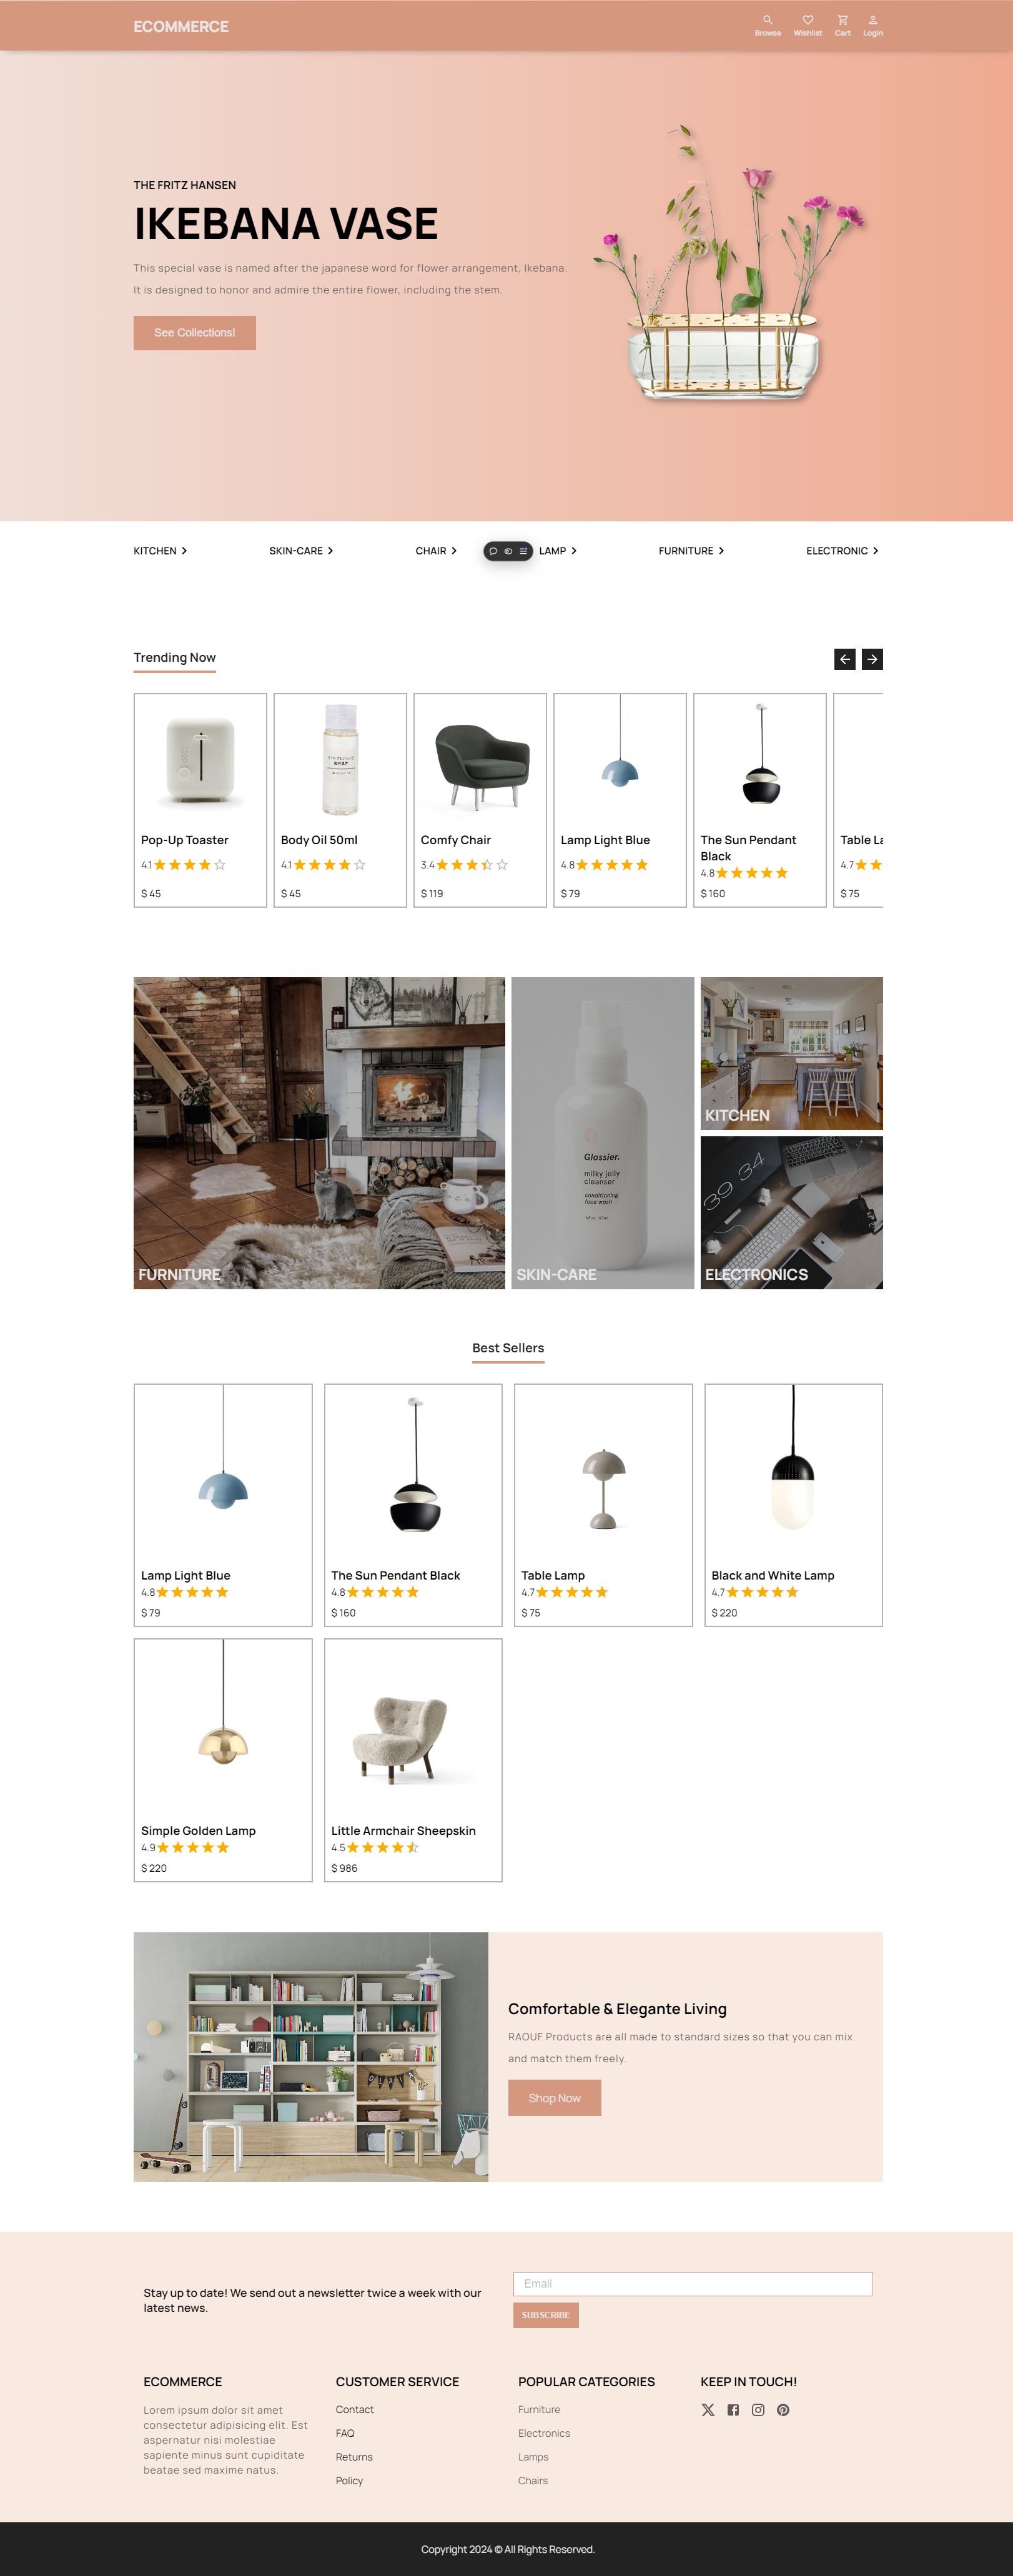 ECOMMERCE
Browse Wishlist Cart Login
THE FRITZ HANSEN
IKEBANA VASE
This special vase is named after the japanese word for flower arrangement, Ikebana.
It is designed to honor and admire the entire flower, including the stem.
See Collections!
KITCHEN SKIN-CARE CHAIR LAMP FURNITURE ELECTRONIC
Trending Now
Pop-Up Toaster
4.1
$ 45
Body Oil 50ml
4.1
$ 45
Comfy Chair
3.4
$ 119
Lamp Light Blue
4.8
$ 79
The Sun Pendant
Black
4.8
$ 160
Table La
4.7
$ 75
FURNITURE
Glossier.
milky jelly
cleanser
conditioning
face wash
SKIN-CARE
KITCHEN
39 34
ELECTRONICS
Best Sellers
Lamp Light Blue
4.8
$ 79
The Sun Pendant Black
4.8
$ 160
Table Lamp
4.7
$ 75
Black and White Lamp
4.7
$ 220
Simple Golden Lamp
4.9
$ 220
Little Armchair Sheepskin
4.5
$ 986
Comfortable & Elegante Living
RAOUF Products are all made to standard sizes so that you can mix
and match them freely.
Shop Now
Stay up to date! We send out a newsletter twice a week with our
latest news.
Email
SUBSCRIBE
ECOMMERCE
Lorem ipsum dolor sit amet
consectetur adipisicing elit. Est
aspernatur nisi molestiae
sapiente minus sunt cupiditate
beatae sed maxime natus.
CUSTOMER SERVICE
Contact
FAQ
Returns
Policy
POPULAR CATEGORIES
Furniture
Electronics
Lamps
Chairs
KEEP IN TOUCH!
Copyright 2024 © All Rights Reserved.